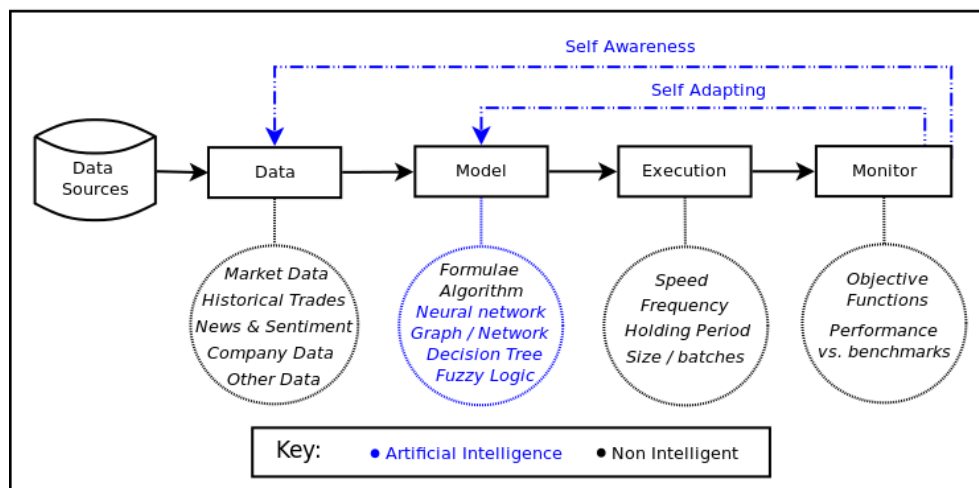 Self Awareness
Self Adapting
Data
Sources
Data
Model
Execution
Monitor
Market Data
Historical Trades
News & Sentiment
Company Data
Other Data
Formulae
Algorithm
Neural network
Graph / Network
Decision Tree
Fuzzy Logic
Speed
Frequency
Holding Period
Size / batches
Objective
Functions
Performance
vs. benchmarks
Key:
Artificial Intelligence
Non Intelligent